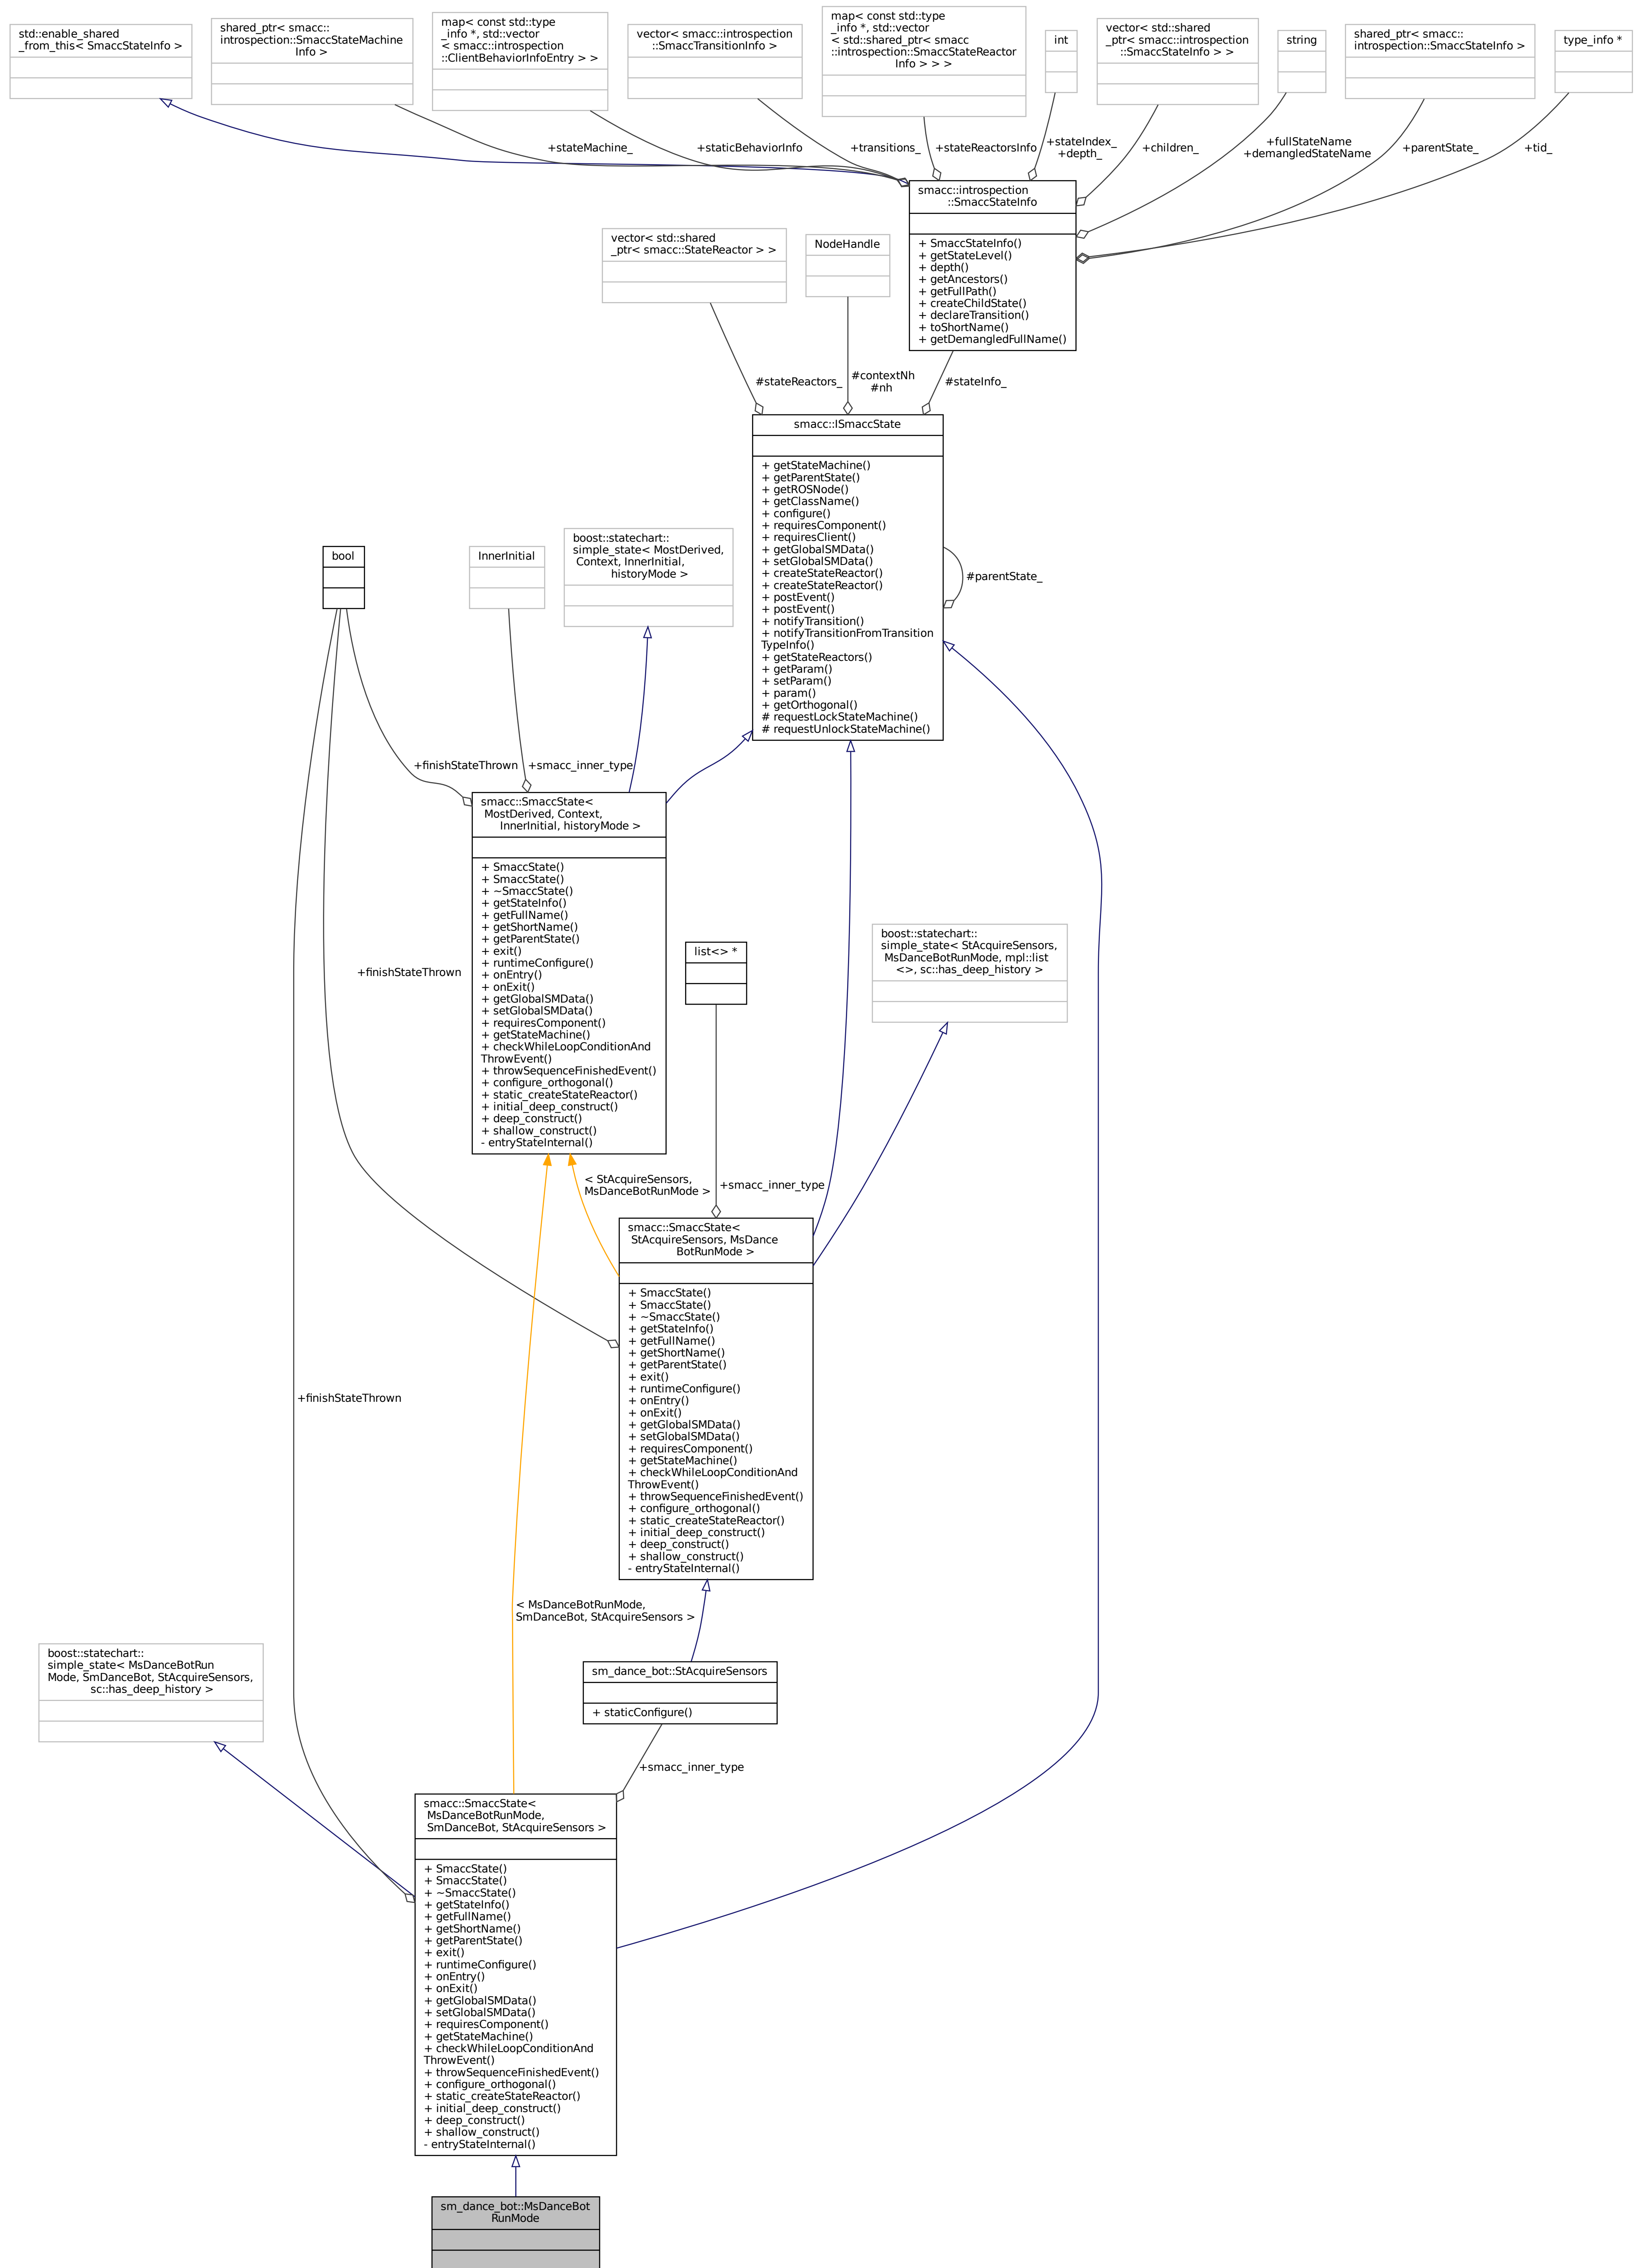 std::enable_shared
_from_this< SmaccStateInfo >
shared_ptr< smacc::
introspection::SmaccStateMachine
Info >
map< const std::type
_info *, std::vector
< smacc::introspection
::ClientBehaviorInfoEntry > >
vector< smacc::introspection
::SmaccTransitionInfo >
map< const std::type
_info *, std::vector
< std::shared_ptr< smacc
::introspection::SmaccStateReactor
Info > > >
int
vector< std::shared
_ptr< smacc::introspection
::SmaccStateInfo > >
string
shared_ptr< smacc::
introspection::SmaccStateInfo >
type_info *
+stateMachine_
+staticBehaviorInfo
+transitions_
+stateReactorsInfo
+stateIndex_
+depth_
+children_
+fullStateName
+demangledStateName
+parentState_
+tid_
smacc::introspection
::SmaccStateInfo
+ SmaccStateInfo()
+ getStateLevel()
+ depth()
+ getAncestors()
+ getFullPath()
+ createChildState()
+ declareTransition()
+ toShortName()
+ getDemangledFullName()
vector< std::shared
_ptr< smacc::StateReactor > >
NodeHandle
#stateReactors_
#contextNh
#nh
#stateInfo_
smacc::ISmaccState
+ getStateMachine()
+ getParentState()
+ getROSNode()
+ getClassName()
+ configure()
+ requiresComponent()
+ requiresClient()
+ getGlobalSMData()
+ setGlobalSMData()
+ createStateReactor()
+ createStateReactor()
+ postEvent()
+ postEvent()
+ notifyTransition()
+ notifyTransitionFromTransition
TypeInfo()
+ getStateReactors()
+ getParam()
+ setParam()
+ param()
+ getOrthogonal()
# requestLockStateMachine()
# requestUnlockStateMachine()
#parentState_
bool
InnerInitial
boost::statechart::
simple_state< MostDerived,
Context, InnerInitial,
historyMode >
+finishStateThrown
+smacc_inner_type
smacc::SmaccState<
MostDerived, Context,
InnerInitial, historyMode >
+ SmaccState()
+ SmaccState()
+ ~SmaccState()
+ getStateInfo()
+ getFullName()
+ getShortName()
+ getParentState()
+ exit()
+ runtimeConfigure()
+ onEntry()
+ onExit()
+ getGlobalSMData()
+ setGlobalSMData()
+ requiresComponent()
+ getStateMachine()
+ checkWhileLoopConditionAnd
ThrowEvent()
+ throwSequenceFinishedEvent()
+ configure_orthogonal()
+ static_createStateReactor()
+ initial_deep_construct()
+ deep_construct()
+ shallow_construct()
- entryStateInternal()
+finishStateThrown
list<> *
boost::statechart::
simple_state< StAcquireSensors,
MsDanceBotRunMode, mpl::list
<>, sc::has_deep_history >
< StAcquireSensors,
MsDanceBotRunMode >
+smacc_inner_type
smacc::SmaccState<
StAcquireSensors, MsDance
BotRunMode >
+ SmaccState()
+ SmaccState()
+ ~SmaccState()
+ getStateInfo()
+ getFullName()
+ getShortName()
+ getParentState()
+ exit()
+ runtimeConfigure()
+ onEntry()
+ onExit()
+ getGlobalSMData()
+ setGlobalSMData()
+ requiresComponent()
+ getStateMachine()
+ checkWhileLoopConditionAnd
ThrowEvent()
+ throwSequenceFinishedEvent()
+ configure_orthogonal()
+ static_createStateReactor()
+ initial_deep_construct()
+ deep_construct()
+ shallow_construct()
- entryStateInternal()
+finishStateThrown
< MsDanceBotRunMode,
SmDanceBot, StAcquireSensors >
boost::statechart::
simple_state< MsDanceBotRun
Mode, SmDanceBot, StAcquireSensors,
sc::has_deep_history >
sm_dance_bot::StAcquireSensors
+ staticConfigure()
+smacc_inner_type
smacc::SmaccState<
MsDanceBotRunMode,
SmDanceBot, StAcquireSensors >
+ SmaccState()
+ SmaccState()
+ ~SmaccState()
+ getStateInfo()
+ getFullName()
+ getShortName()
+ getParentState()
+ exit()
+ runtimeConfigure()
+ onEntry()
+ onExit()
+ getGlobalSMData()
+ setGlobalSMData()
+ requiresComponent()
+ getStateMachine()
+ checkWhileLoopConditionAnd
ThrowEvent()
+ throwSequenceFinishedEvent()
+ configure_orthogonal()
+ static_createStateReactor()
+ initial_deep_construct()
+ deep_construct()
+ shallow_construct()
- entryStateInternal()
sm_dance_bot::MsDanceBot
RunMode